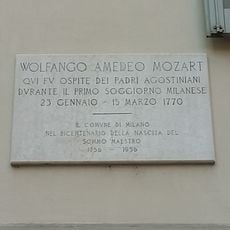 WOLFANGO AMEDEO MOZART
QUI FU OSPITE DEI PADRI AGOSTINIANI
DVRANTE IL PRIMO SOGGIORNO MILANESE
23 GENNAIO - 15 MARZO 1770
IL COMUNE DI MILANO
NEL BICENTENARIO DELLA NASCITA DEL
SOMMO MAESTRO
1756 - 1956